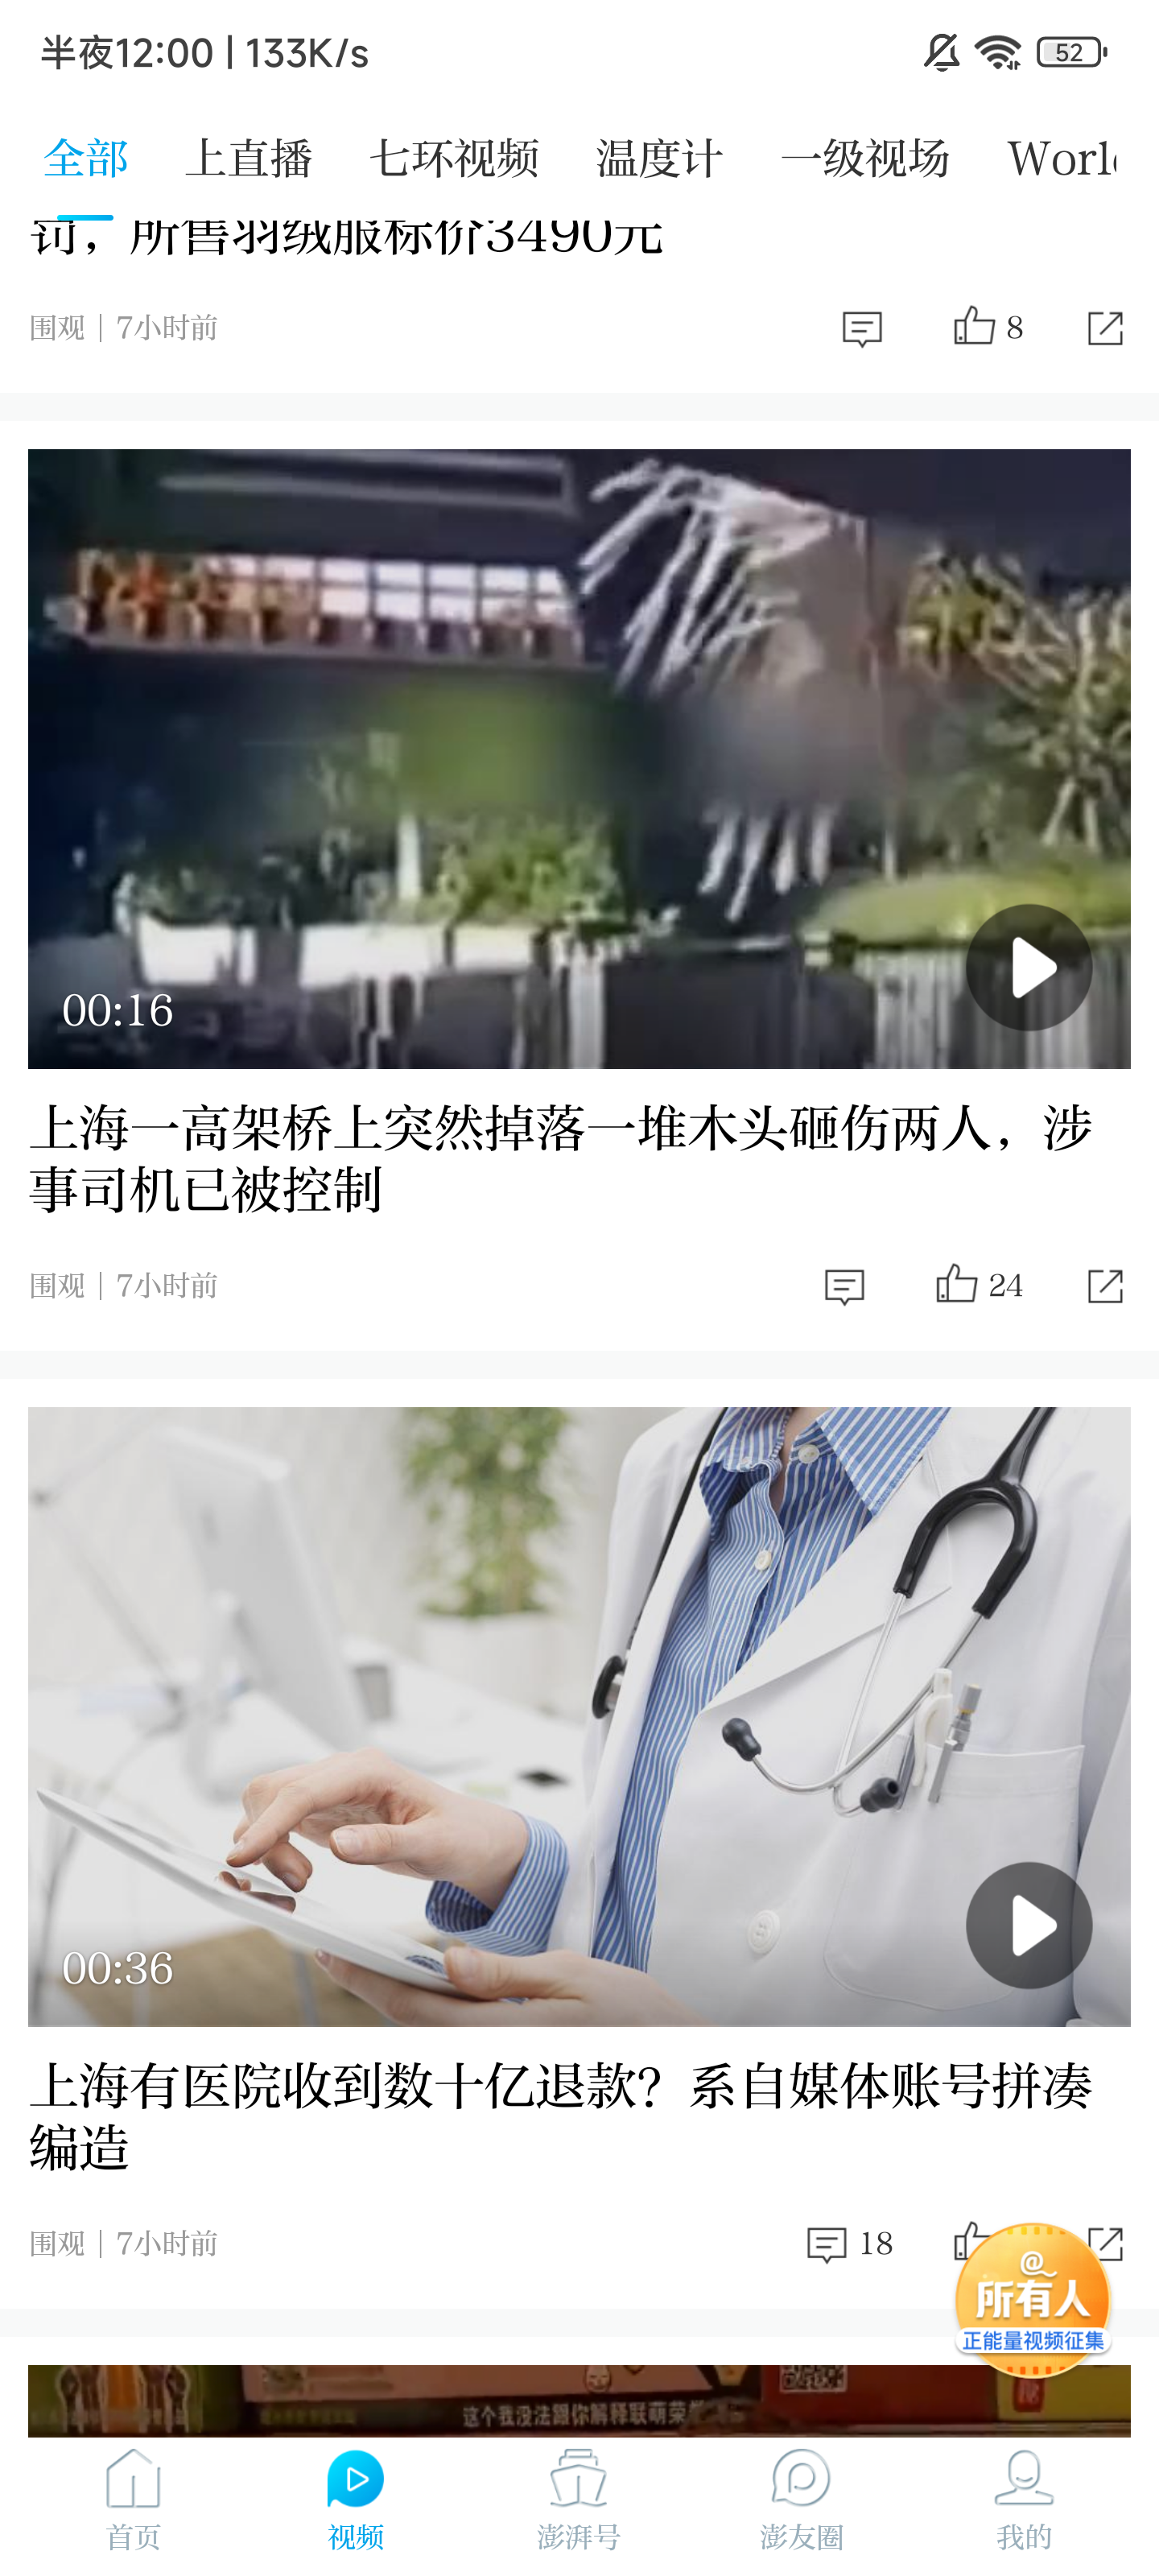 半夜12:00 | 133K/s
52
全部 上直播 七环视频 温度计 一级视场 World
罚，所售羽绒服标价3490元
围观 | 7小时前 8
00:16
上海一高架桥上突然掉落一堆木头砸伤两人，涉
事司机已被控制
围观 | 7小时前 24
00:36
上海有医院收到数十亿退款？系自媒体账号拼凑
编造
围观 | 7小时前 18
@
所有人
正能量视频征集
这个我没法跟你解释联萌荣
首页 视频 澎湃号 澎友圈 我的